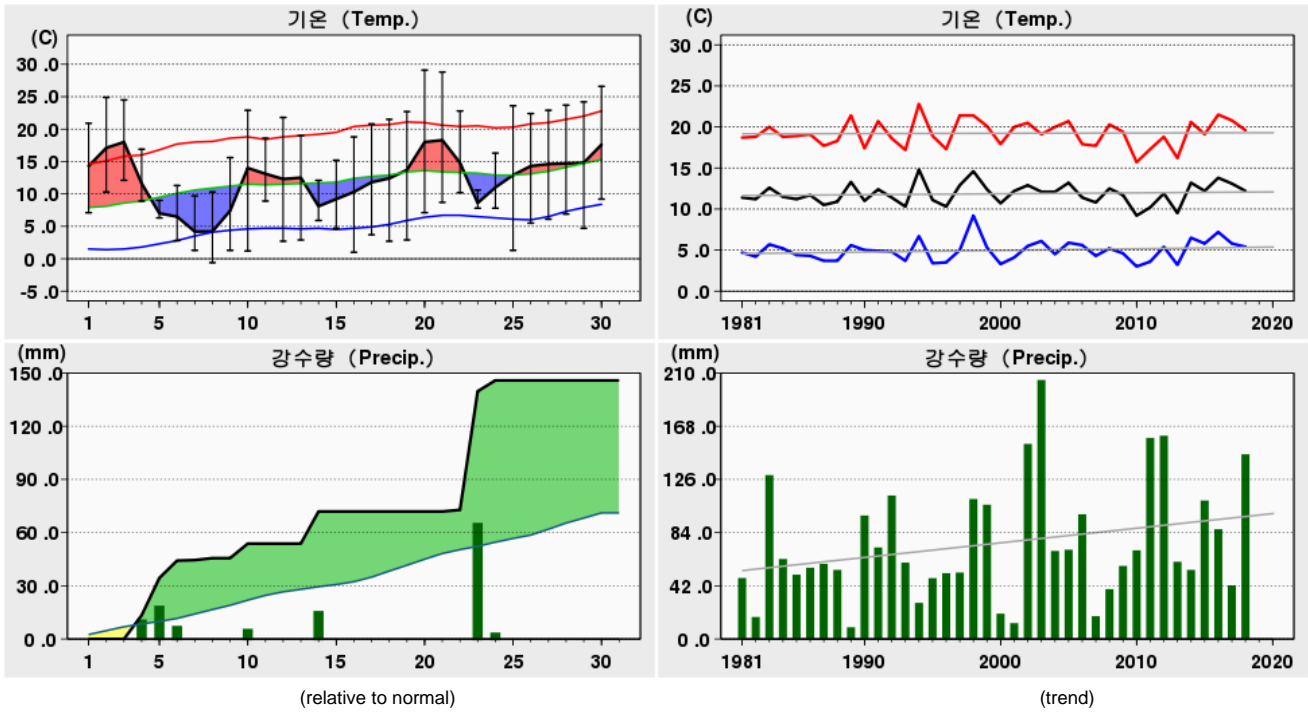 기온 (Temp.)
(C)
30 .0
25 .0
20 .0
15 .0
10 .0
5 .0
0 .0
-5 .0
1 5 10 15 20 25 30
기온 (Temp.)
(C)
30 .0
25 .0
20 .0
15 .0
10 .0
5 .0
0 .0
1981 1990 2000 2010 2020
강수량 (Precip.)
(mm)
150 .0
120 .0
90 .0
60 .0
30 .0
0 .0
1 5 10 15 20 25 30
(relative to normal)
강수량 (Precip.)
(mm)
210 .0
168 .0
126 .0
84 .0
42 .0
0 .0
1981 1990 2000 2010 2020
(trend)